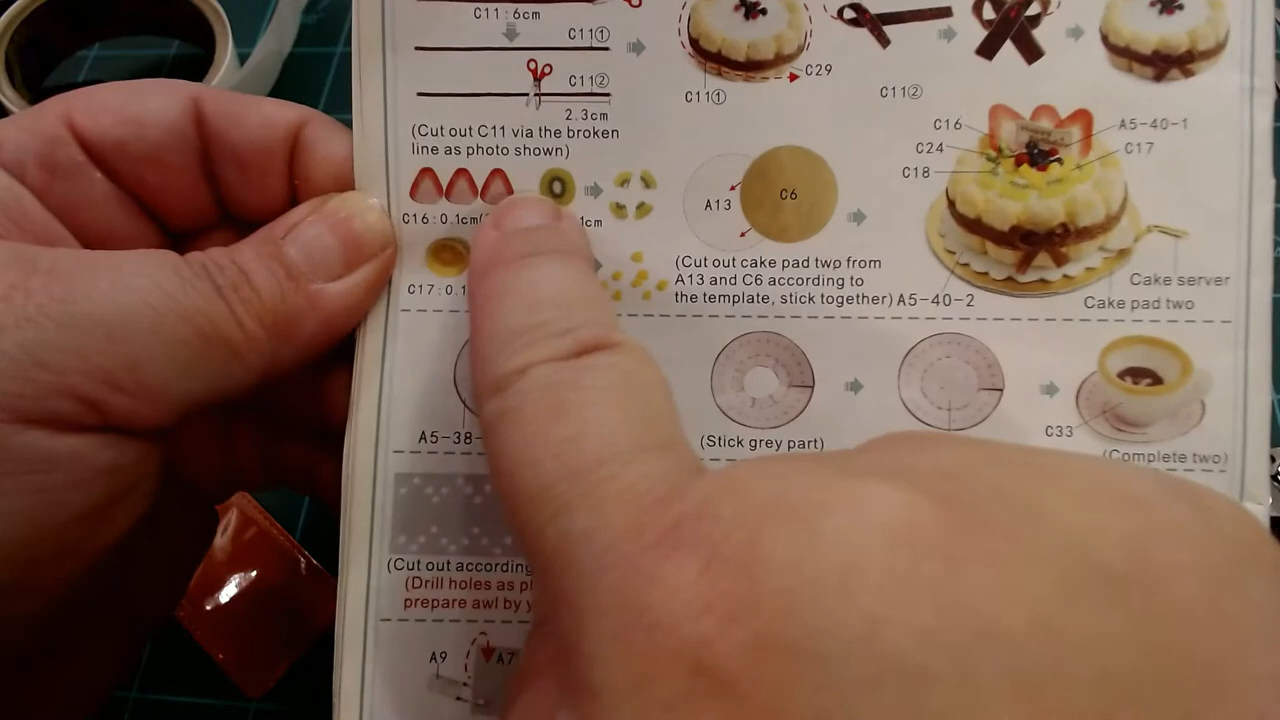 C11:6cm
C11①
C11②
2.3cm
(Cut out C11 via the broken
line as photo shown)
C11①
C29
C11②
C16
C24
C18
A5-40-1
C17
C16:0.1cm(
1cm
C17:0.1
A13
C6
(Cut out cake pad two from
A13 and C6 according to
the template, stick together)
A5-40-2
Cake server
Cake pad two
A5-38-
(Stick grey part)
C33
(Complete two)
(Cut out according
(Drill holes as
prepare awl by
A9
A7